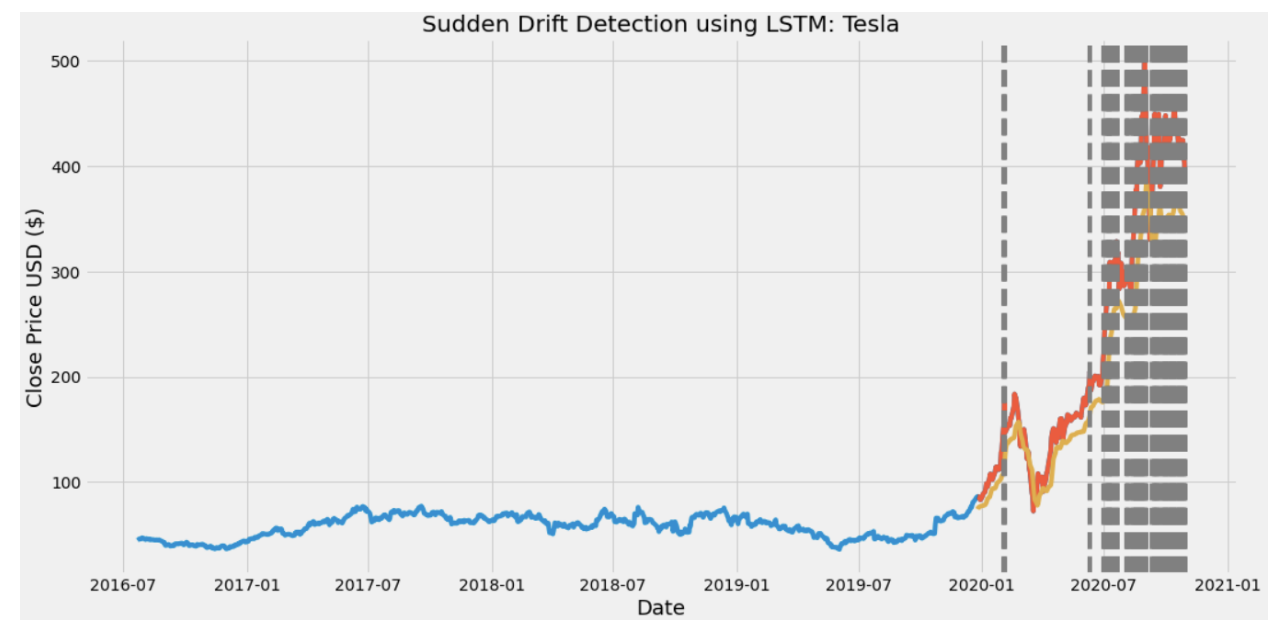 Sudden Drift Detection using LSTM: Tesla
500
400
300
200
100
Close Price USD ($)
2016-07 2017-01 2017-07 2018-01 2018-07 2019-01 2019-07 2020-01 2020-07 2021-01
Date